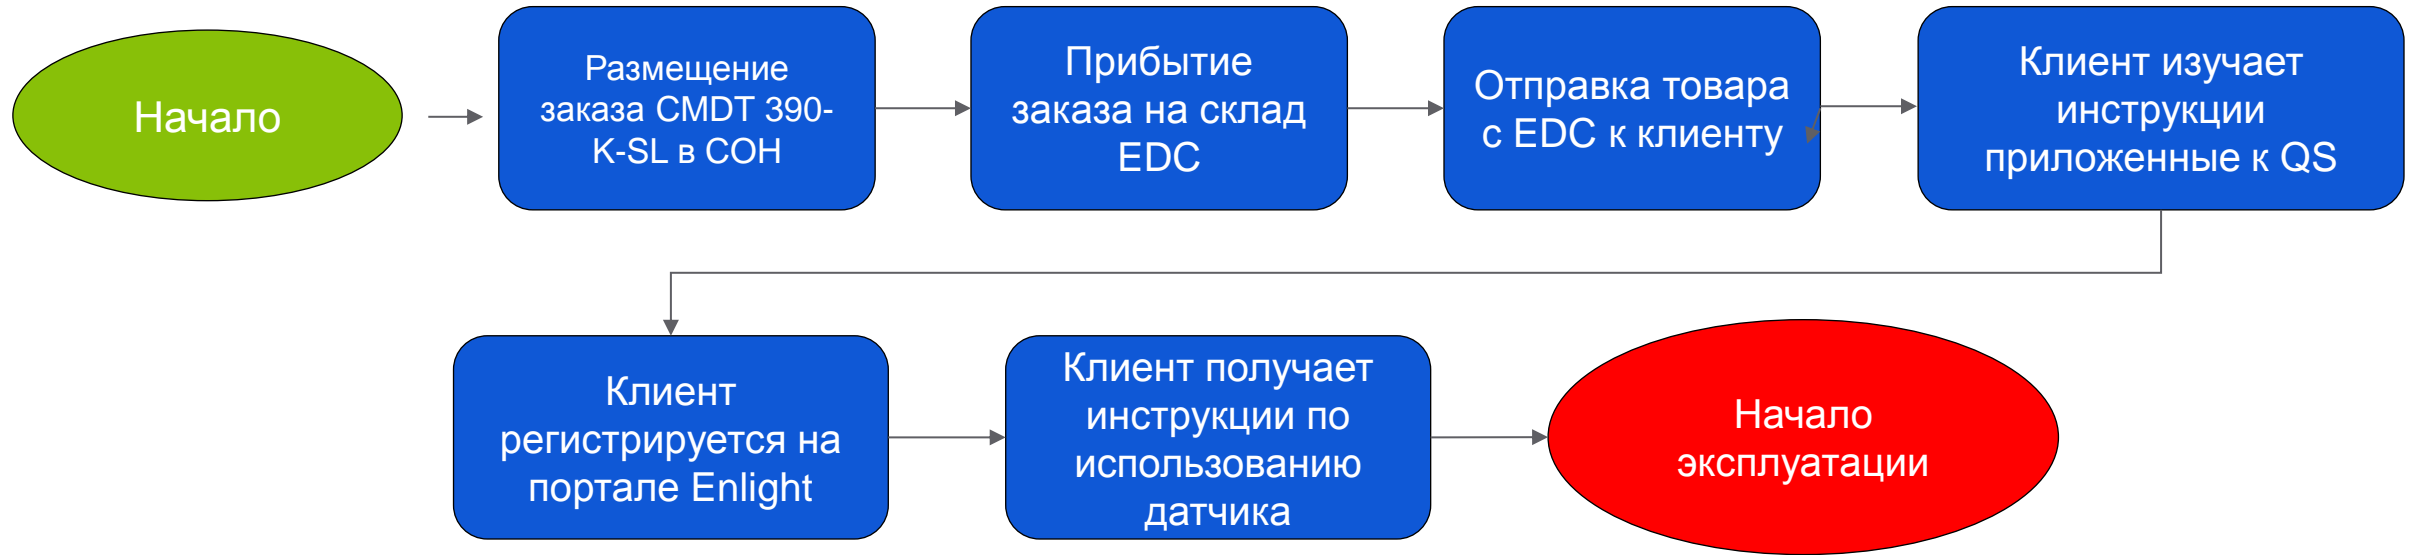 Начало
Размещение
заказа CMDT 390-
K-SL в COH
Прибытие
заказа на склад
EDC
Отправка товара
с EDC к клиенту
Клиент изучает
инструкции
приложенные к QS
Клиент
регистрируется на
портале Enlight
Клиент получает
инструкции по
использованию
датчика
Начало
эксплуатации